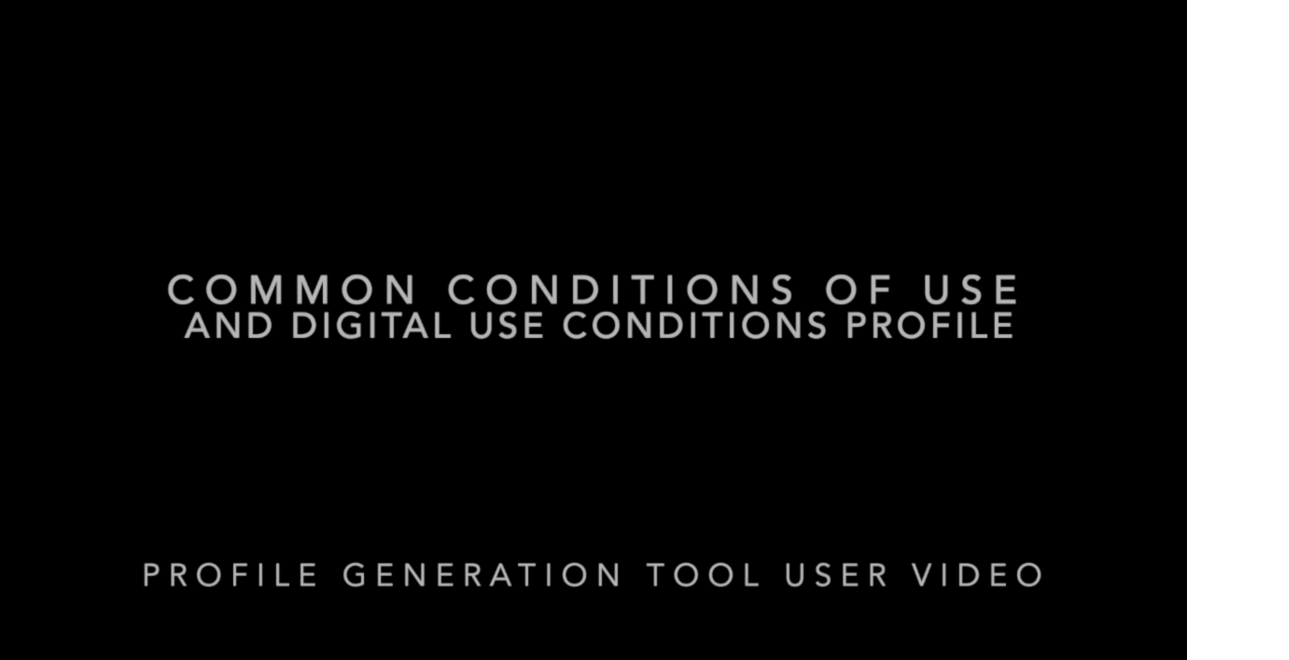 COMMON CONDITIONS OF USE
AND DIGITAL USE CONDITIONS PROFILE
PROFILE GENERATION TOOL USER VIDEO